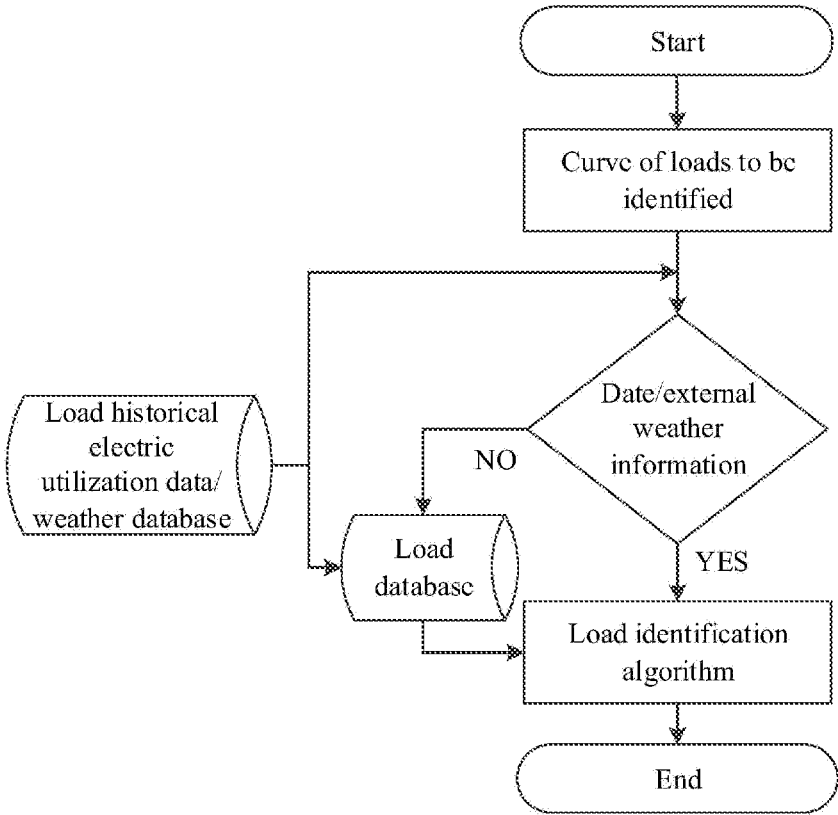 Start
Curve of loads to be
identified
Date/external
weather
information
Load historical
electric
utilization data/
weather database
NO
Load
database
YES
Load identification
algorithm
End